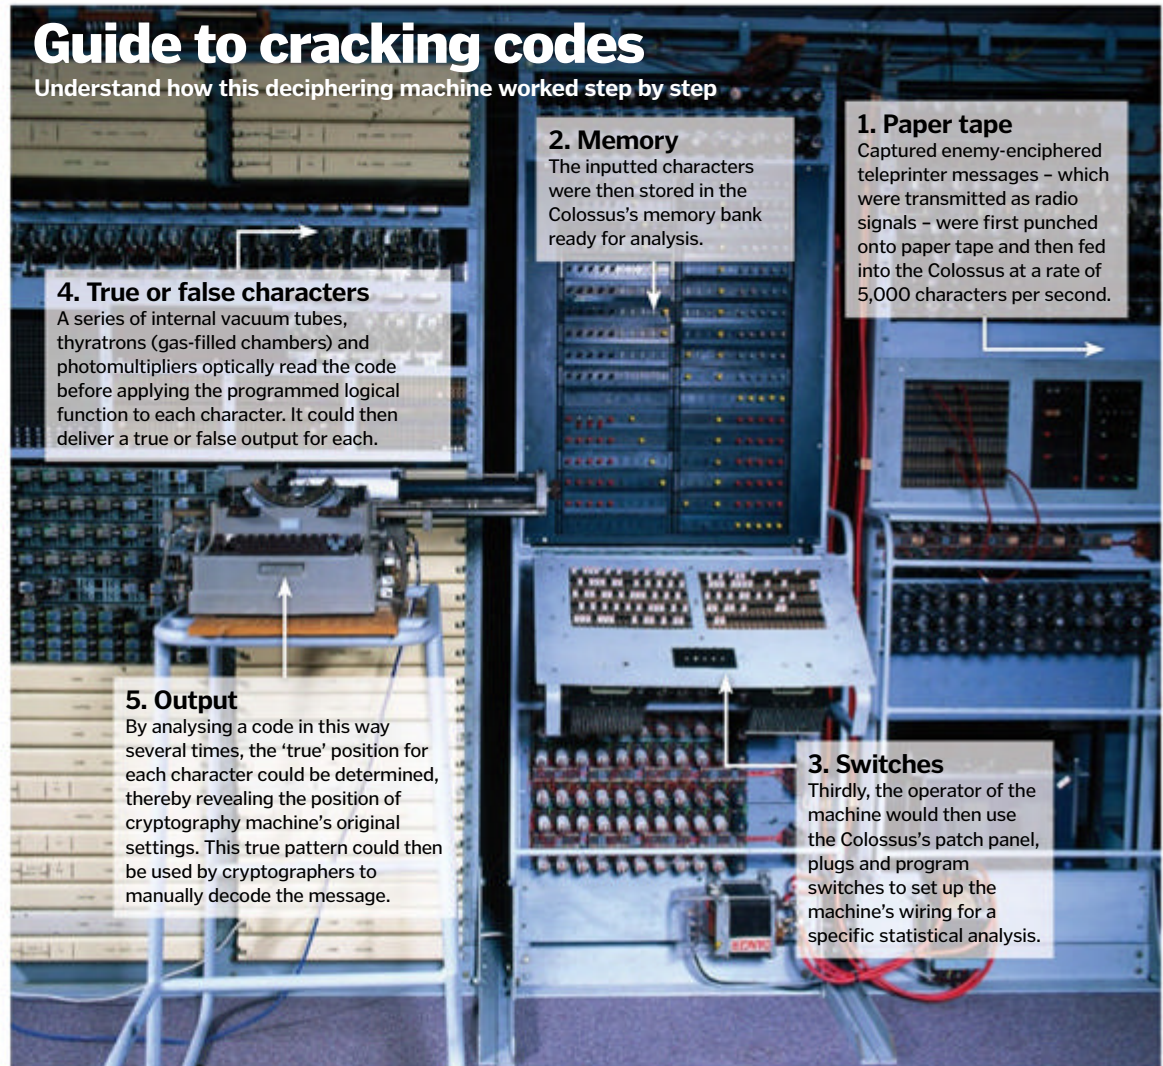 Guide to cracking codes
Understand how this deciphering machine worked step by step
1. Paper tape
Captured enemy-enciphered
teleprinter messages – which
were transmitted as radio
signals – were first punched
onto paper tape and then fed
into the Colossus at a rate of
5,000 characters per second.
2. Memory
The inputted characters
were then stored in the
Colossus's memory bank
ready for analysis.
3. Switches
Thirdly, the operator of the
machine would then use
the Colossus's patch panel,
plugs and program
switches to set up the
machine's wiring for a
specific statistical analysis.
4. True or false characters
A series of internal vacuum tubes,
thyratrons (gas-filled chambers) and
photomultipliers optically read the code
before applying the programmed logical
function to each character. It could then
deliver a true or false output for each.
5. Output
By analysing a code in this way
several times, the ‘true’ position for
each character could be determined,
thereby revealing the position of
cryptography machine's original
settings. This true pattern could then
be used by cryptographers to
manually decode the message.